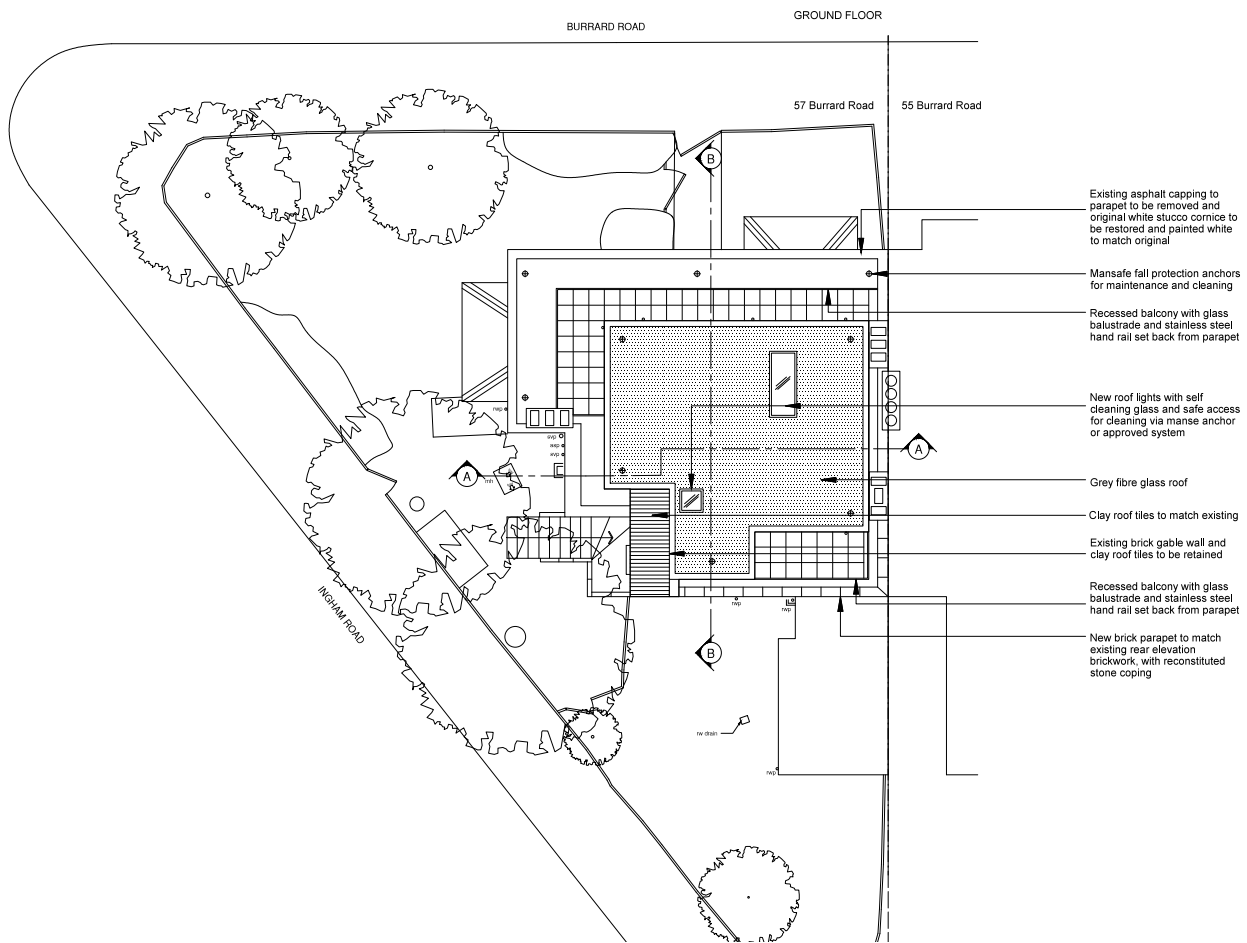 GROUND FLOOR
BURRARD ROAD
57 Burrard Road
55 Burrard Road
B
Existing asphalt capping to
parapet to be removed and
original white stucco cornice to
be restored and painted white
to match original
Mansafe fall protection anchors
for maintenance and cleaning
Recessed balcony with glass
balustrade and stainless steel
hand rail set back from parapet
New roof lights with self
cleaning glass and safe access
for cleaning via manse anchor
or approved system
rwp
svp
svp
A
A
mh
Grey fibre glass roof
Clay roof tiles to match existing
Existing brick gable wall and
clay roof tiles to be retained
Recessed balcony with glass
balustrade and stainless steel
hand rail set back from parapet
INGHAM ROAD
rwp
rwp
New brick parapet to match
existing rear elevation
brickwork, with reconstituted
stone coping
B
rw drain
rwp